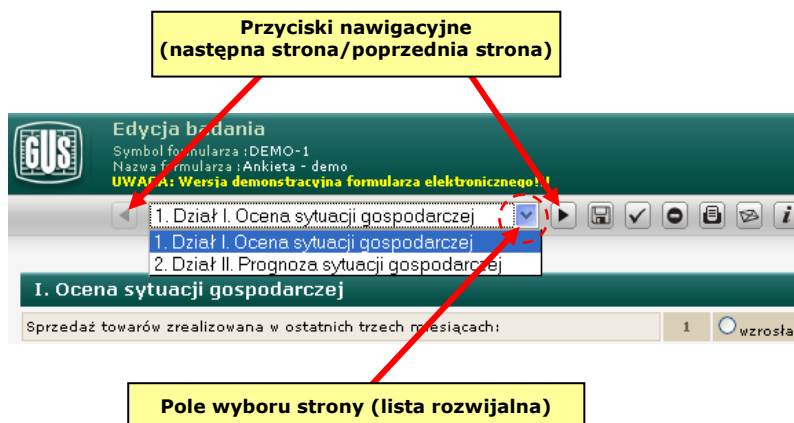 Przyciski nawigacyjne
(następna strona/poprzednia strona)
GUS
Edycja badania
Symbol formularza :DEMO-1
Nazwa formularza :Ankieta - demo
UWAGA: Wersja demonstracyjna formularza elektronicznego!!!
1. Dział I. Ocena sytuacji gospodarczej
1. Dział I. Ocena sytuacji gospodarczej
2. Dział II. Prognoza sytuacji gospodarczej
I. Ocena sytuacji gospodarczej
Sprzedaż towarów zrealizowana w ostatnich trzech miesiącach: 1 wzrosła
Pole wyboru strony (lista rozwijalna)